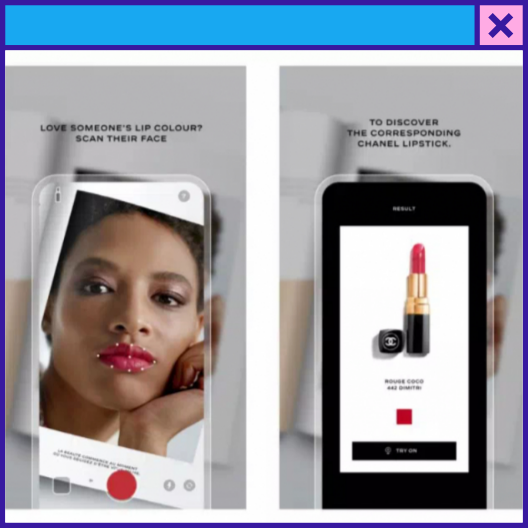 LOVE SOMEONE'S LIP COLOUR?
SCAN THEIR FACE
TO DISCOVER
THE CORRESPONDING
CHANEL LIPSTICK.
RESULT
ROUGE COCO
442 DIMITRI
TRY ON